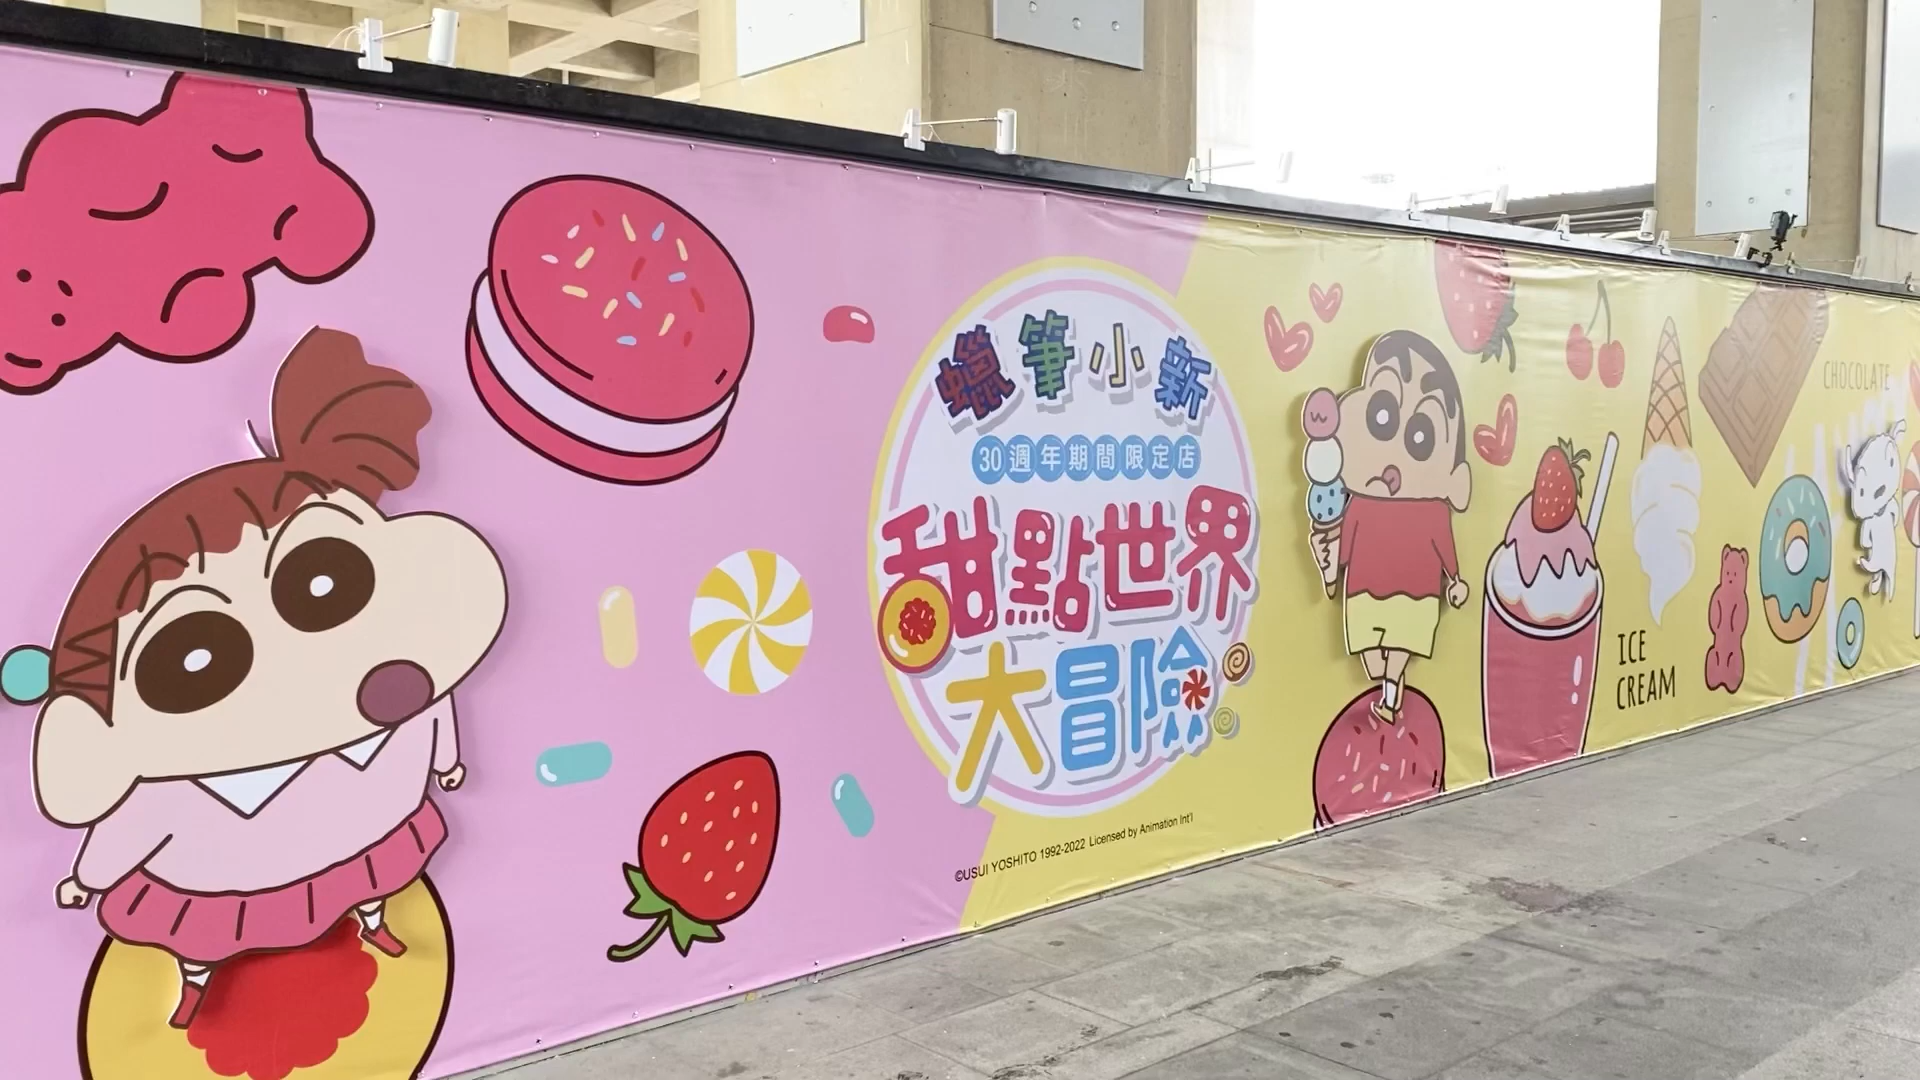 蠟筆小新
30週年期間限定店
甜點世界
大冒險
©USUI YOSHITO 1992-2022 Licensed by Animation Int'l
ICE
CREAM
CHOCOLATE